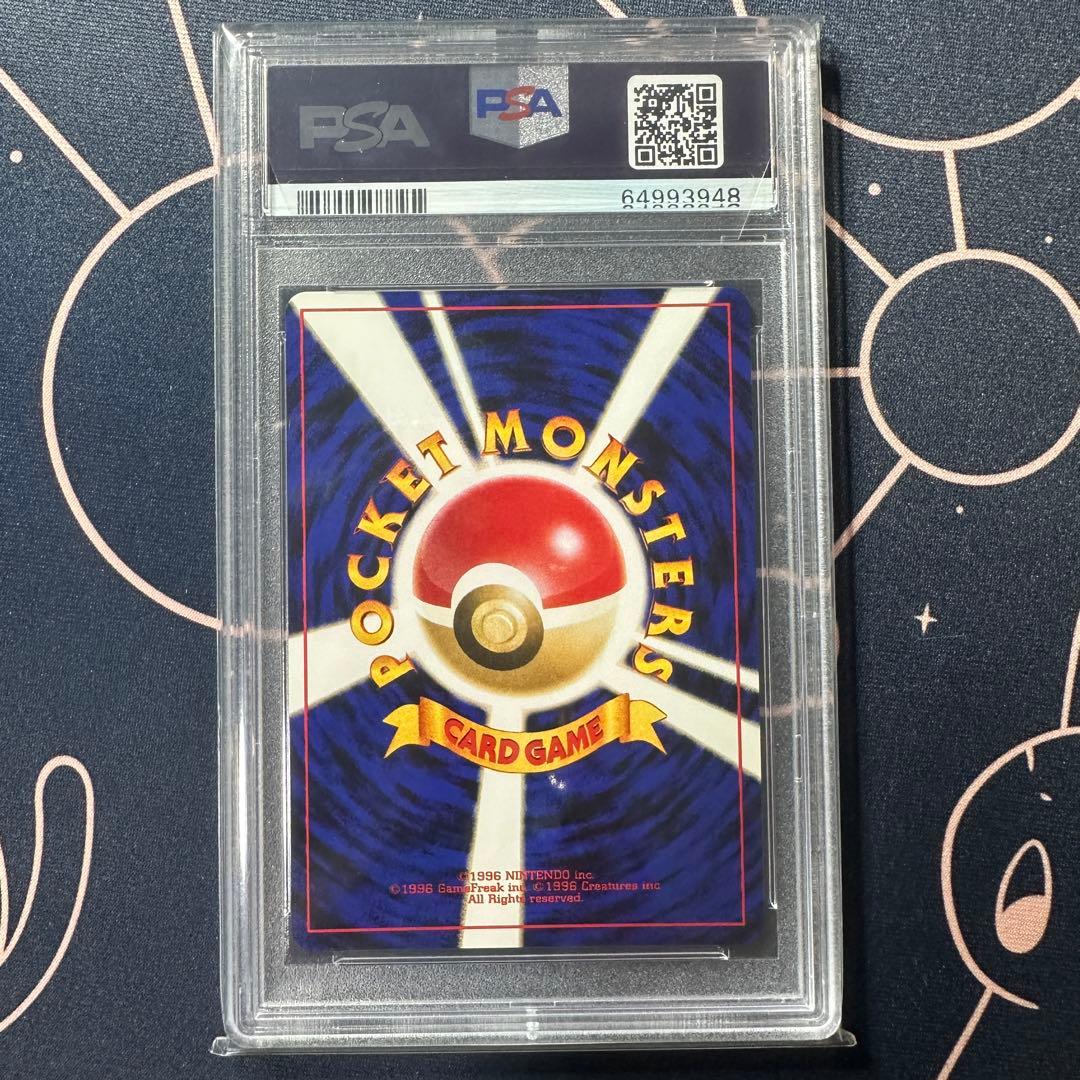 PSA PSA
64993948
POCKET MONSTERS
CARD GAME
©1996 NINTENDO inc.
©1996 GameFreak inc. ©1996 Creatures inc
All Rights reserved.